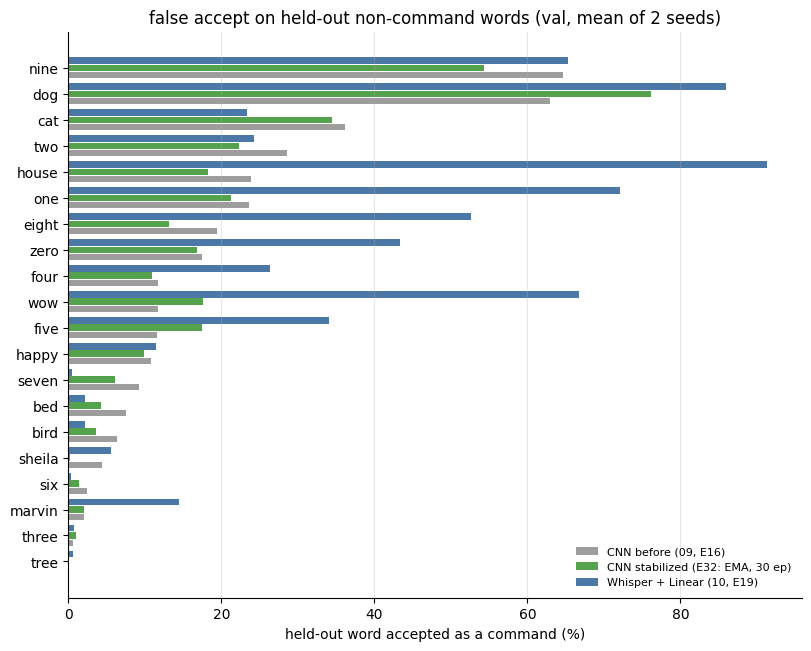 false accept on held-out non-command words (val, mean of 2 seeds)
nine
dog
cat
two
house
one
eight
zero
four
wow
five
happy
seven
bed
bird
sheila
six
marvin
three
tree
CNN before (09, E16)
CNN stabilized (E32: EMA, 30 ep)
Whisper + Linear (10, E19)
0 20 40 60 80
held-out word accepted as a command (%)